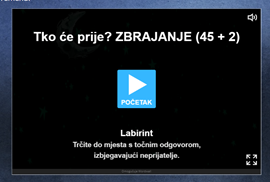 Tko će prije? ZBRAJANJE (45 + 2)
POČETAK
Labirint
Trčite do mjesta s točnim odgovorom,
izbjegavajući neprijatelje.